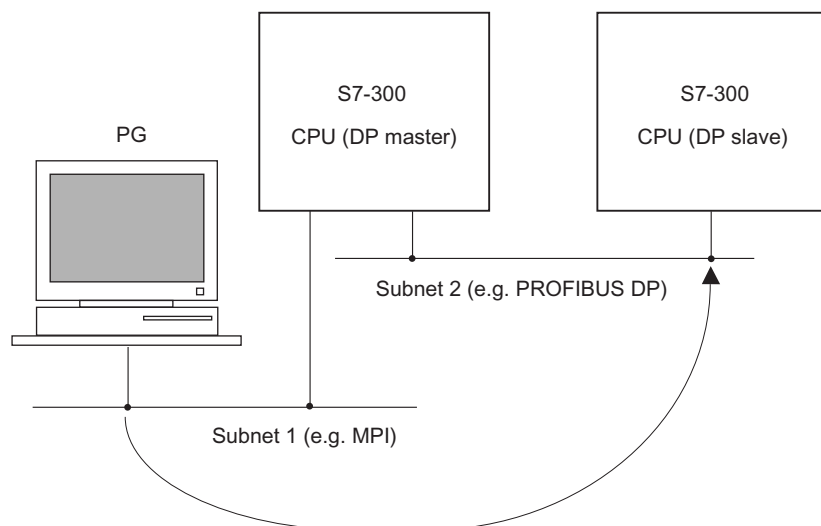 S7-300
CPU (DP master)
S7-300
CPU (DP slave)
PG
Subnet 2 (e.g. PROFIBUS DP)
Subnet 1 (e.g. MPI)